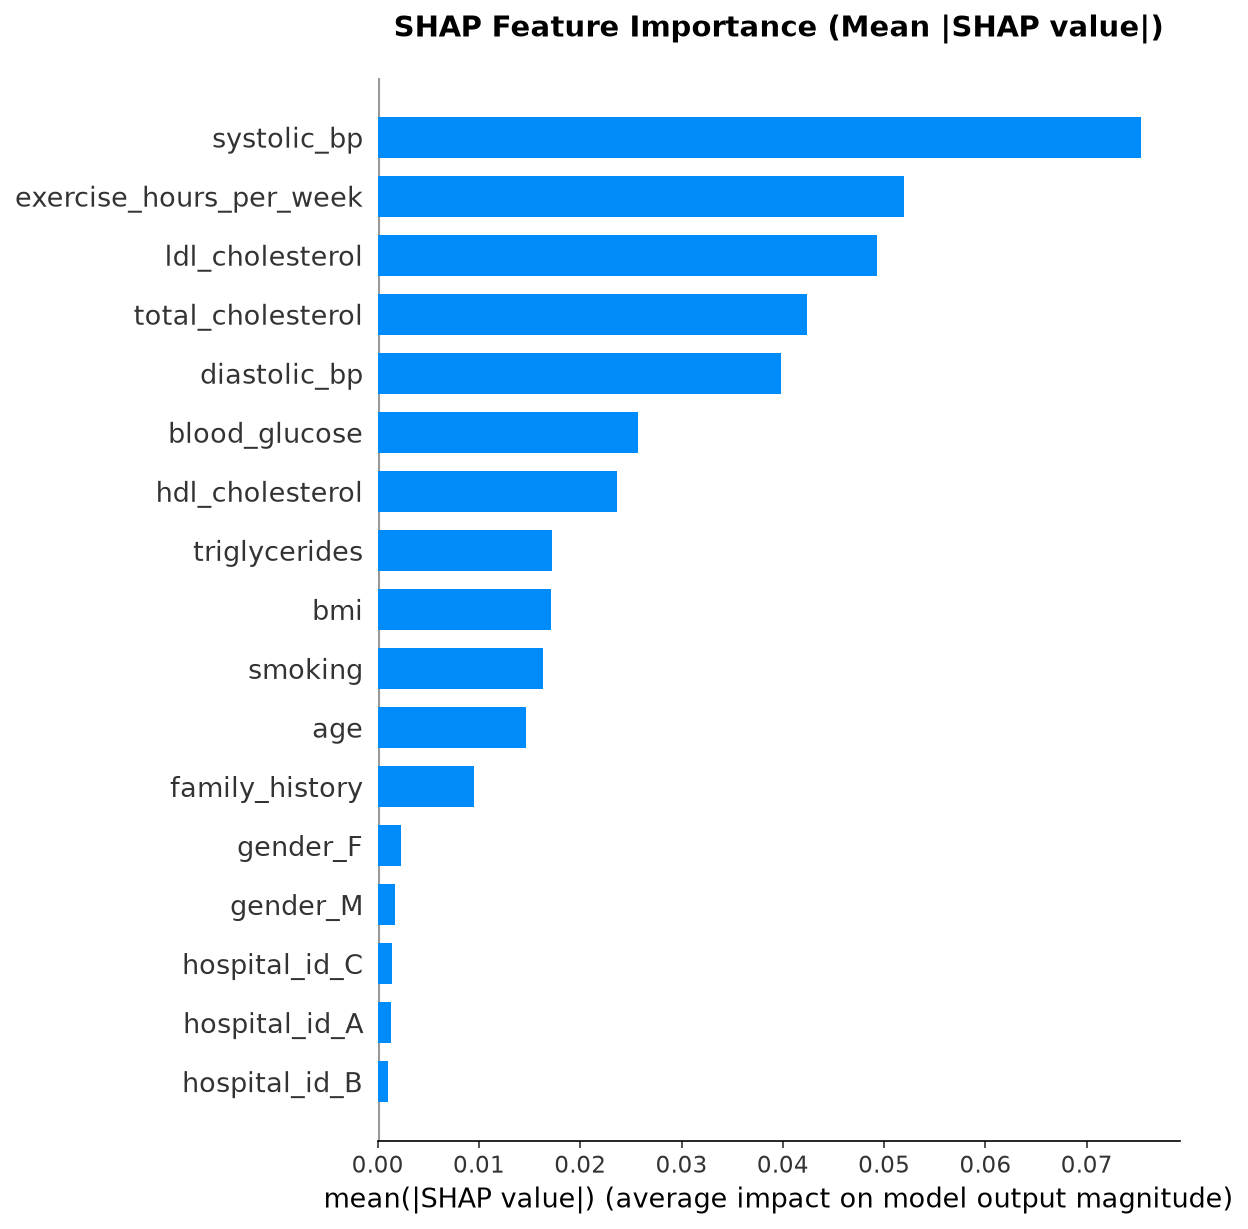 SHAP Feature Importance (Mean |SHAP value|)
systolic_bp
exercise_hours_per_week
ldl_cholesterol
total_cholesterol
diastolic_bp
blood_glucose
hdl_cholesterol
triglycerides
bmi
smoking
age
family_history
gender_F
gender_M
hospital_id_C
hospital_id_A
hospital_id_B
0.00 0.01 0.02 0.03 0.04 0.05 0.06 0.07
mean(|SHAP value|) (average impact on model output magnitude)